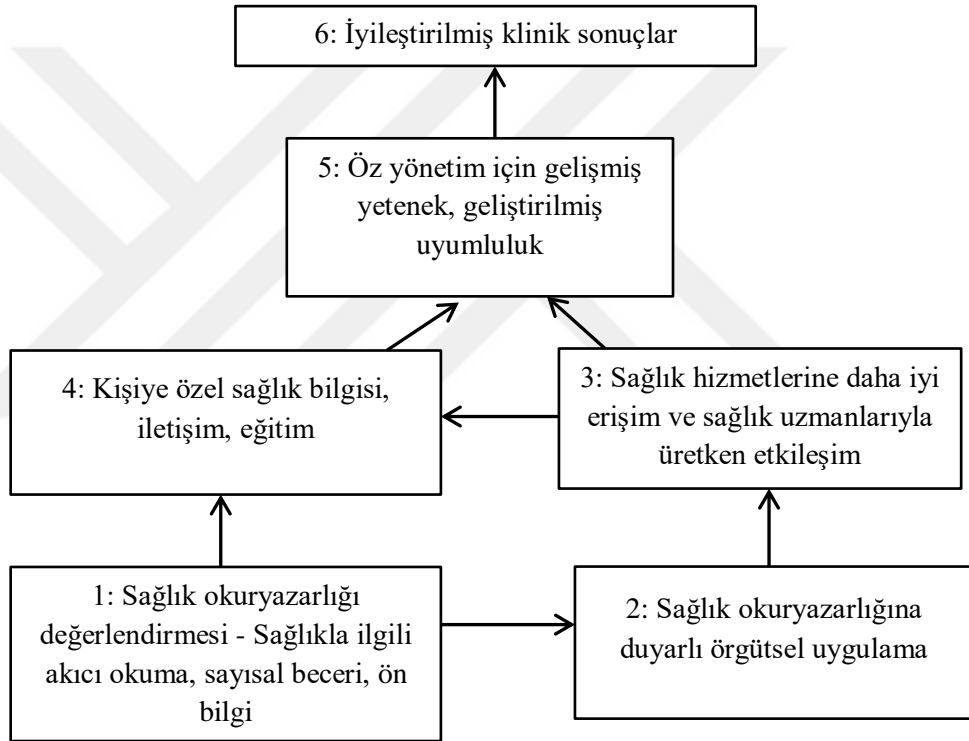 6: İyileştirilmiş klinik sonuçlar
5: Öz yönetim için gelişmiş
yetenek, geliştirilmiş
uyumluluk
4: Kişiye özel sağlık bilgisi,
iletişim, eğitim
3: Sağlık hizmetlerine daha iyi
erişim ve sağlık uzmanlarıyla
üretken etkileşim
1: Sağlık okuryazarlığı
değerlendirmesi - Sağlıkla ilgili
akıcı okuma, sayısal beceri, ön
bilgi
2: Sağlık okuryazarlığına
duyarlı örgütsel uygulama